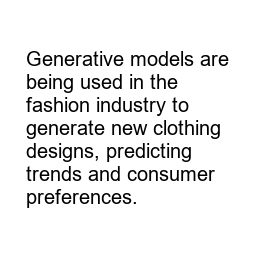 Generative models are
being used in the
fashion industry to
generate new clothing
designs, predicting
trends and consumer
preferences.